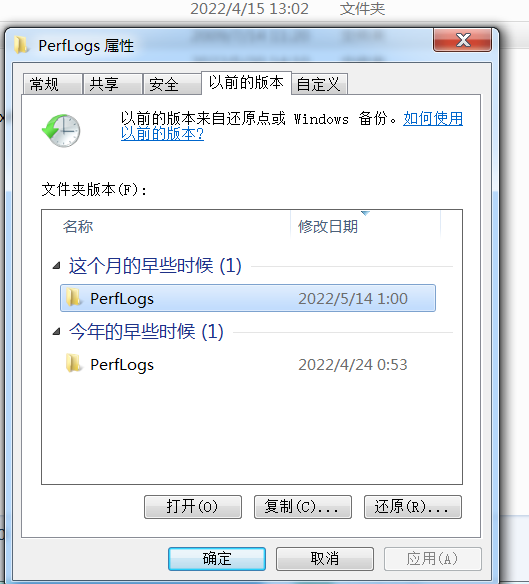 2022/4/15 13:02 文件夹
PerfLogs 属性
常规 共享 安全 以前的版本 自定义
以前的版本来自还原点或 Windows 备份。如何使用
以前的版本?
文件夹版本(F):
名称 修改日期
这个月的早些时候 (1)
PerfLogs 2022/5/14 1:00
今年的早些时候 (1)
PerfLogs 2022/4/24 0:53
打开(O) 复制(C)... 还原(R)...
确定 取消 应用(A)